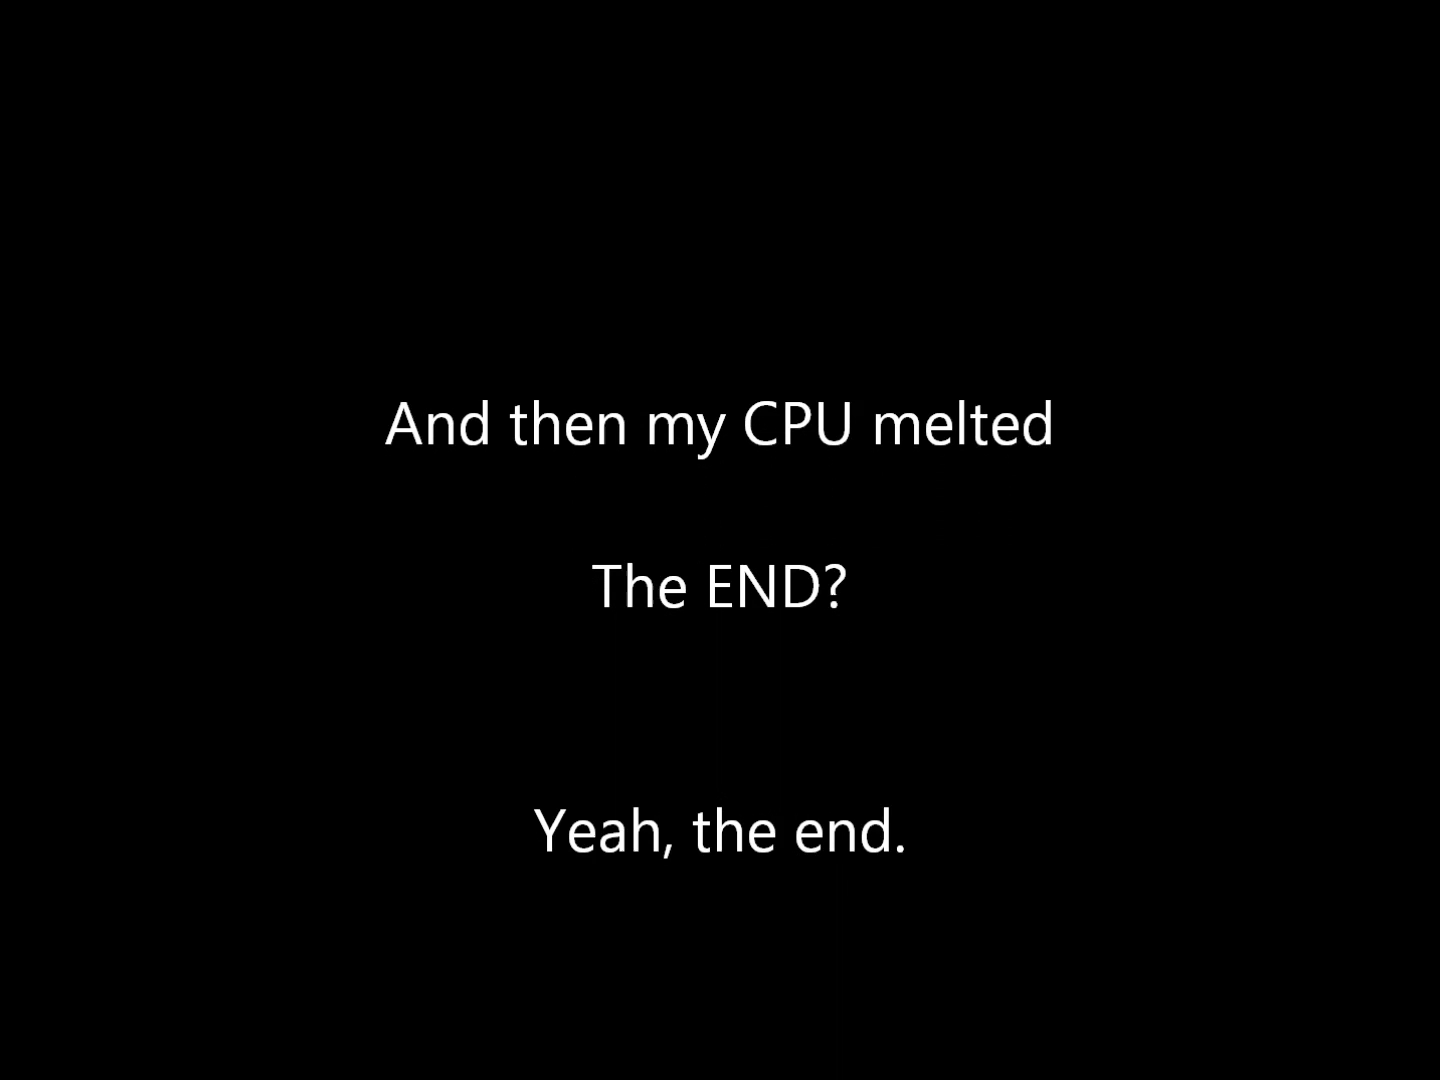 And then my CPU melted
The END?
Yeah, the end.